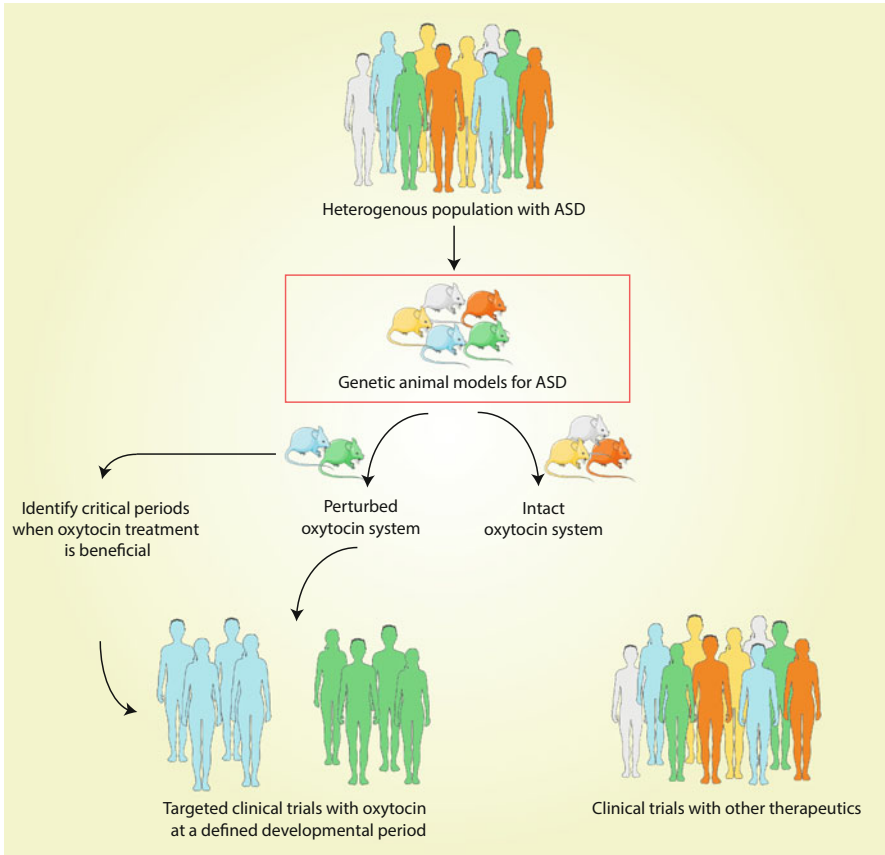 Heterogenous population with ASD
Genetic animal models for ASD
Identify critical periods
when oxytocin treatment
is beneficial
Perturbed
oxytocin system
Intact
oxytocin system
Targeted clinical trials with oxytocin
at a defined developmental period
Clinical trials with other therapeutics